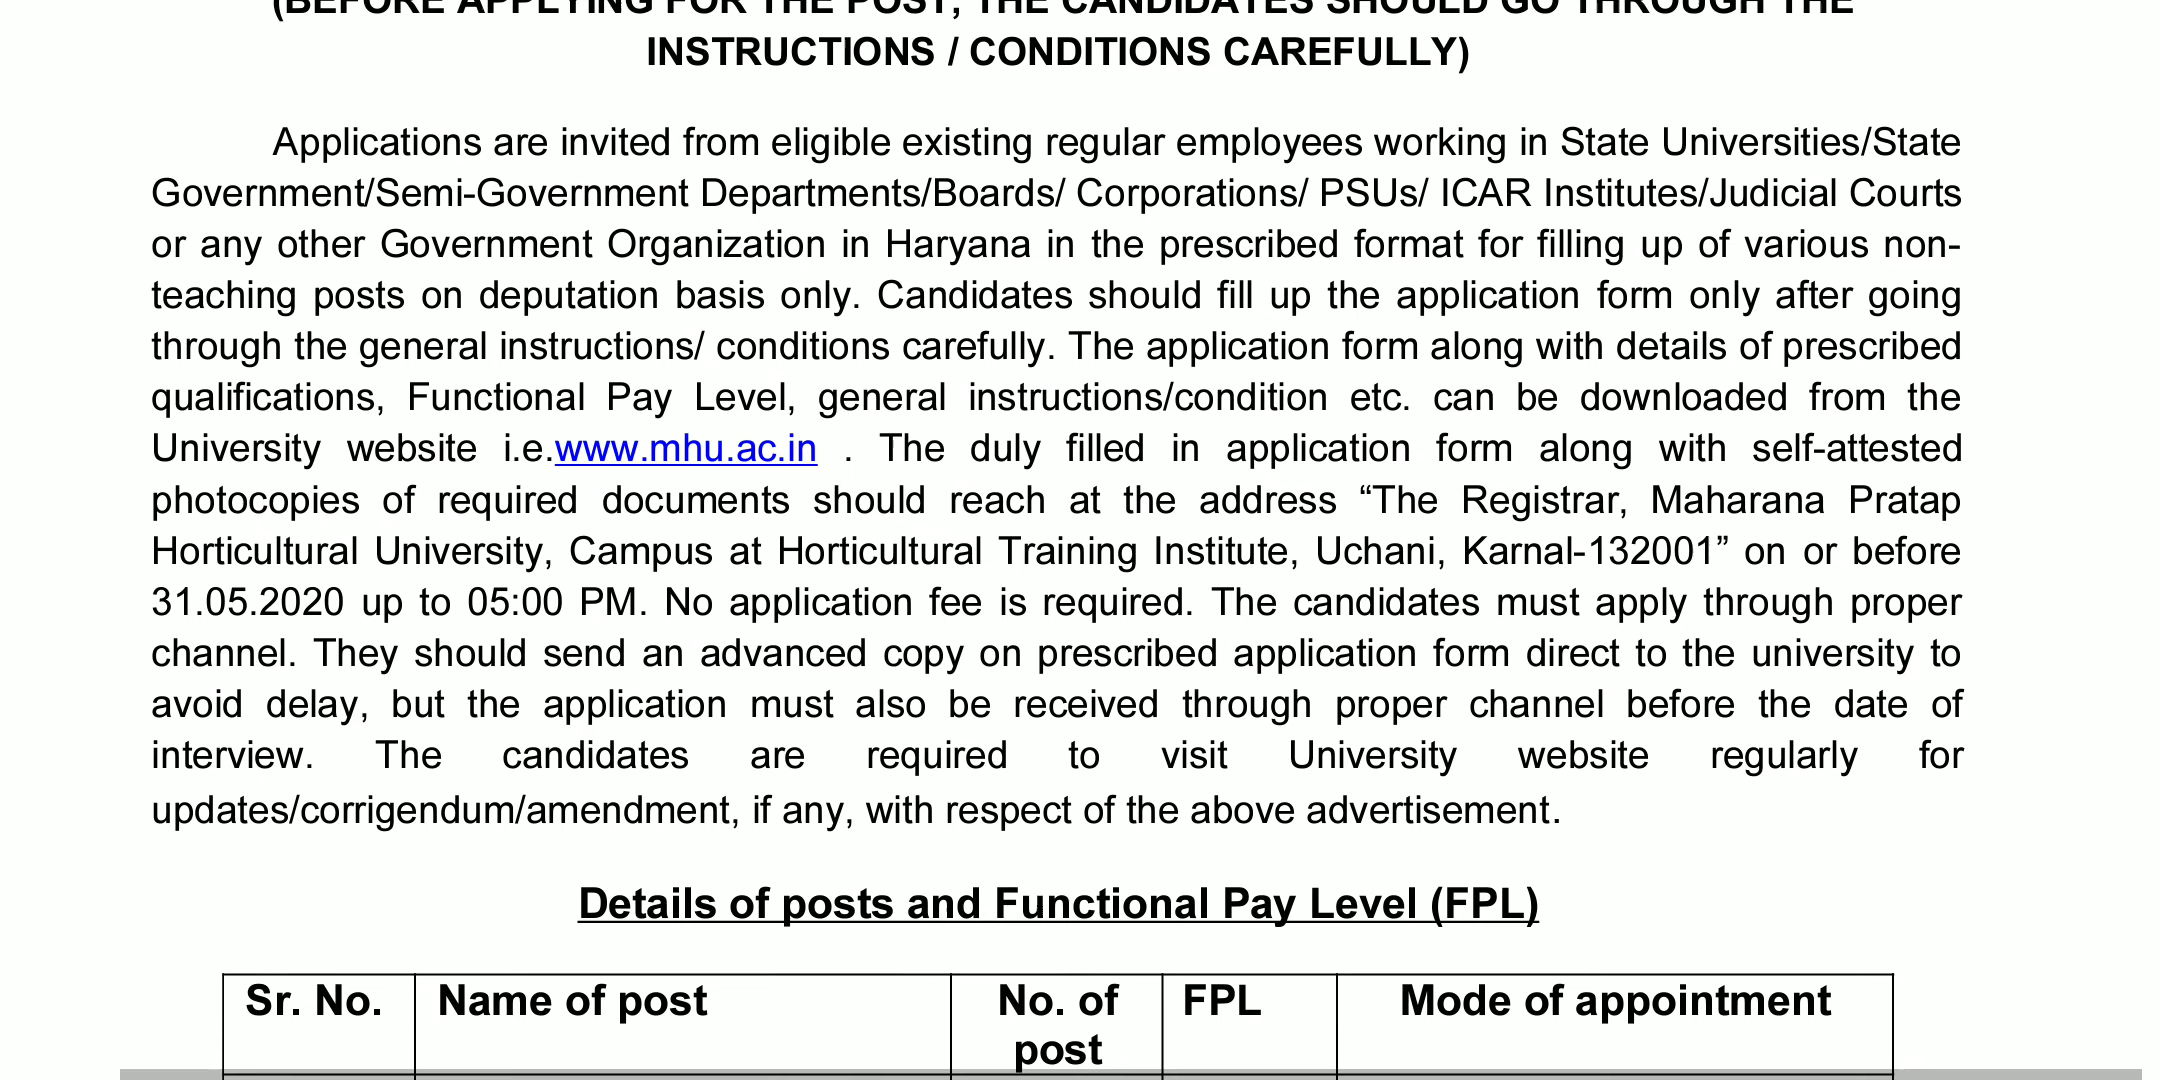 (BEFORE APPLYING FOR THE POST, THE CANDIDATES SHOULD GO THROUGH THE
INSTRUCTIONS / CONDITIONS CAREFULLY)
Applications are invited from eligible existing regular employees working in State Universities/State
Government/Semi-Government Departments/Boards/ Corporations/ PSUs/ ICAR Institutes/Judicial Courts
or any other Government Organization in Haryana in the prescribed format for filling up of various non-
teaching posts on deputation basis only. Candidates should fill up the application form only after going
through the general instructions/ conditions carefully. The application form along with details of prescribed
qualifications, Functional Pay Level, general instructions/condition etc. can be downloaded from the
University website i.e.www.mhu.ac.in . The duly filled in application form along with self-attested
photocopies of required documents should reach at the address “The Registrar, Maharana Pratap
Horticultural University, Campus at Horticultural Training Institute, Uchani, Karnal-132001” on or before
31.05.2020 up to 05:00 PM. No application fee is required. The candidates must apply through proper
channel. They should send an advanced copy on prescribed application form direct to the university to
avoid delay, but the application must also be received through proper channel before the date of
interview. The candidates are required to visit University website regularly for
updates/corrigendum/amendment, if any, with respect of the above advertisement.
Details of posts and Functional Pay Level (FPL)
Sr. No. Name of post No. of FPL Mode of appointment
post